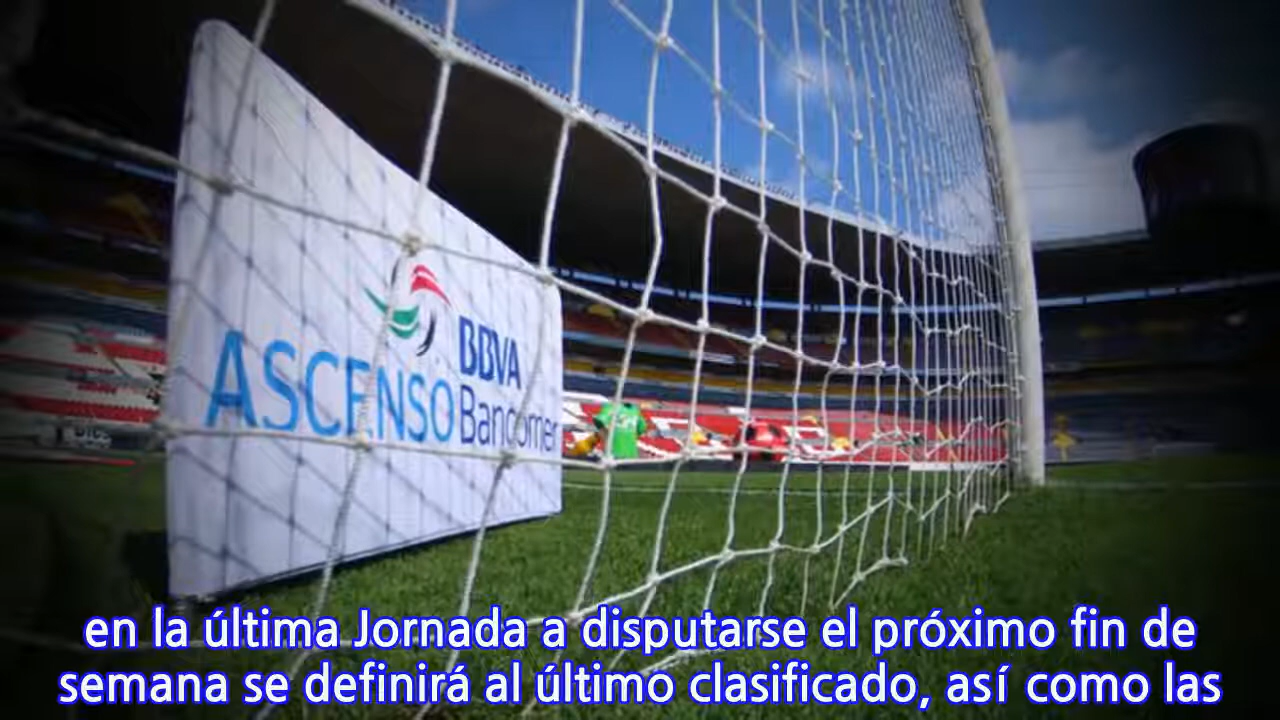 BBVA
ASCENSO Bancomer
en la última Jornada a disputarse el próximo fin de
semana se definirá al último clasificado, así como las